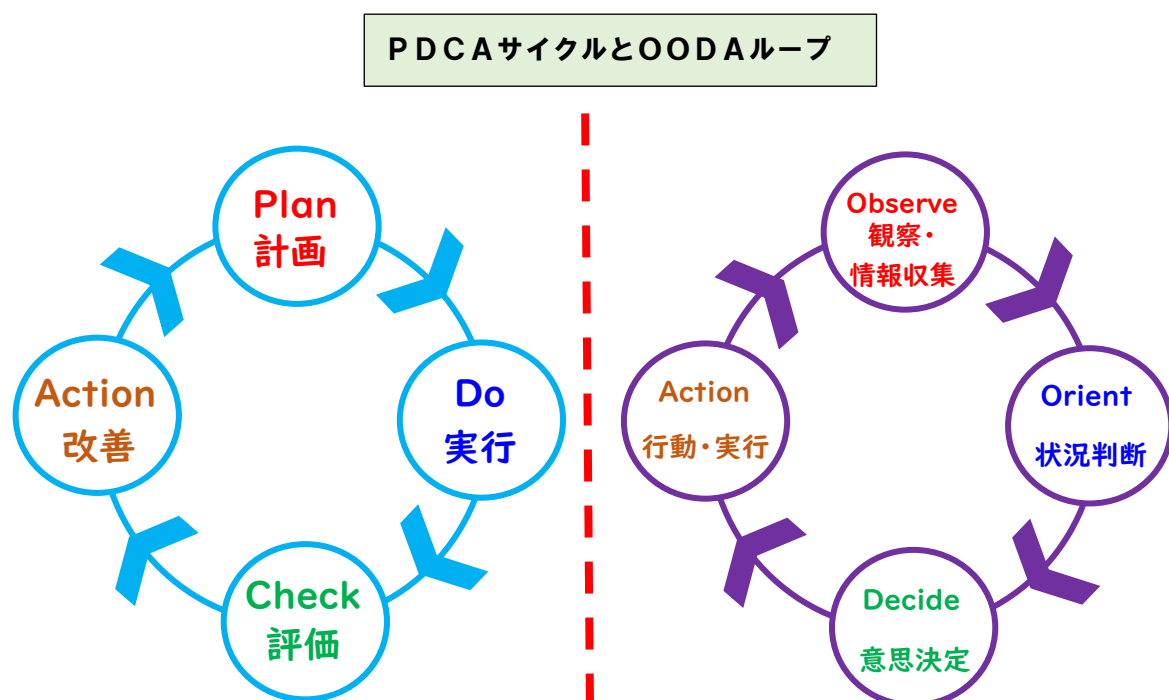 ＰＤＣＡサイクルとＯＯＤＡループ
Plan
計画
Do
実行
Check
評価
Action
改善
Observe
観察・
情報収集
Orient
状況判断
Decide
意思決定
Action
行動・実行